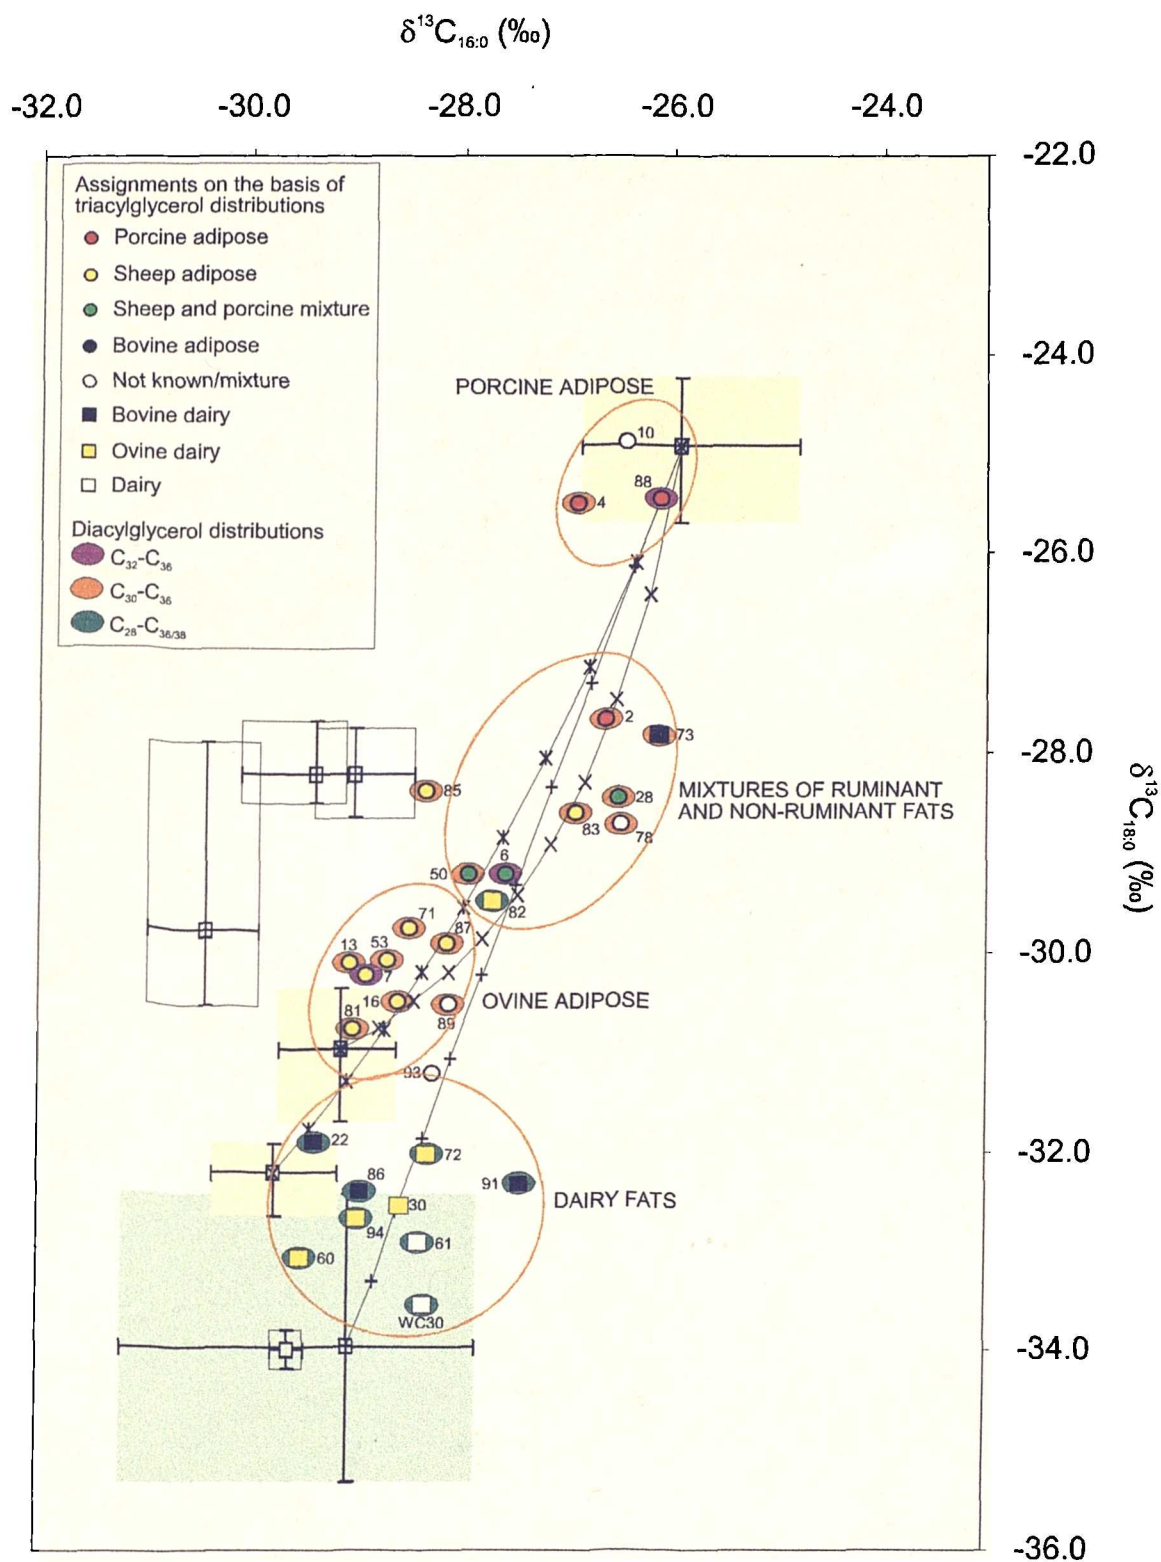 δ¹³C₁₆:₀ (‰)
-32.0 -30.0 -28.0 -26.0 -24.0
-22.0
Assignments on the basis of
triacylglycerol distributions
Porcine adipose
Sheep adipose
Sheep and porcine mixture
Bovine adipose
Not known/mixture
Bovine dairy
Ovine dairy
Dairy
Diacylglycerol distributions
C₃₂-C₃₆
C₃₀-C₃₆
C₂₈-C₃₆/₃₈
-24.0
PORCINE ADIPOSE
10
88
4
-26.0
2
73
-28.0
85
28
MIXTURES OF RUMINANT
AND NON-RUMINANT FATS
83
78
δ¹³C₁₈:₀ (‰)
6
50
82
71
87
13
53
7
-30.0
16
OVINE ADIPOSE
81
89
93
22
72
-32.0
86
91
DAIRY FATS
30
94
61
60
WC30
-34.0
-36.0